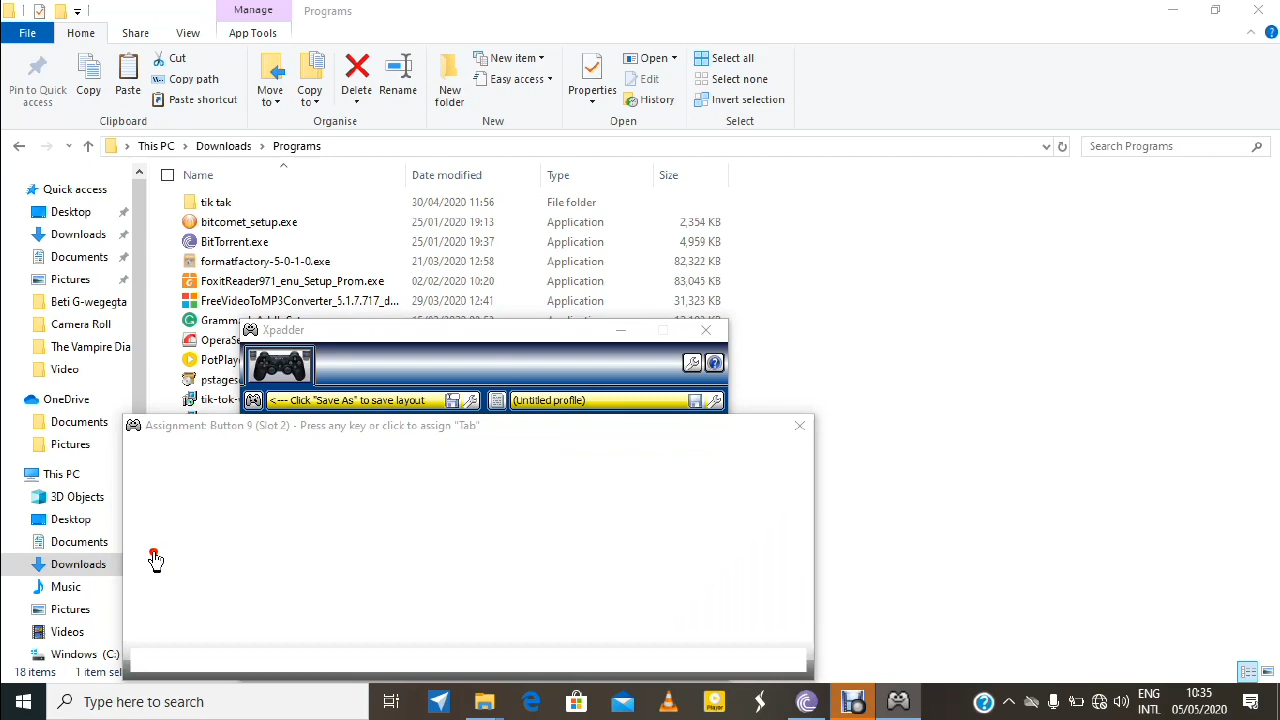 Manage Programs
File Home Share View App Tools
Pin to Quick access
Copy
Paste
Cut
Copy path
Paste shortcut
Clipboard
Move to
Copy to
Delete
Rename
Organise
New folder
New item
Easy access
New
Properties
Open
Edit
History
Open
Select all
Select none
Invert selection
Select
This PC > Downloads > Programs
Search Programs
Name Date modified Type Size
Quick access
Desktop
Downloads
Documents
Pictures
Beti G-wegegta
Camera Roll
The Vampire Dia
Video
OneDrive
Documents
Pictures
This PC
3D Objects
Desktop
Documents
Downloads
Music
Pictures
Videos
Windows (C:)
tik tak 30/04/2020 11:56 File folder
bitcomet_setup.exe 25/01/2020 19:13 Application 2,354 KB
BitTorrent.exe 25/01/2020 19:37 Application 4,959 KB
formatfactory-5-0-1-0.exe 21/03/2020 12:58 Application 82,322 KB
FoxitReader971_enu_Setup_Prom.exe 02/02/2020 10:20 Application 83,045 KB
FreeVideoToMP3Converter_5.1.7.717_d... 29/03/2020 12:41 Application 31,323 KB
OperaSe
PotPlaye
pstages
tik-tok-
Xpadder
<--- Click "Save As" to save layout
(Untitled profile)
Assignment: Button 9 (Slot 2) - Press any key or click to assign "Tab"
18 items 1 item sel
Type here to search
Player
ENG
INTL
10:35
05/05/2020